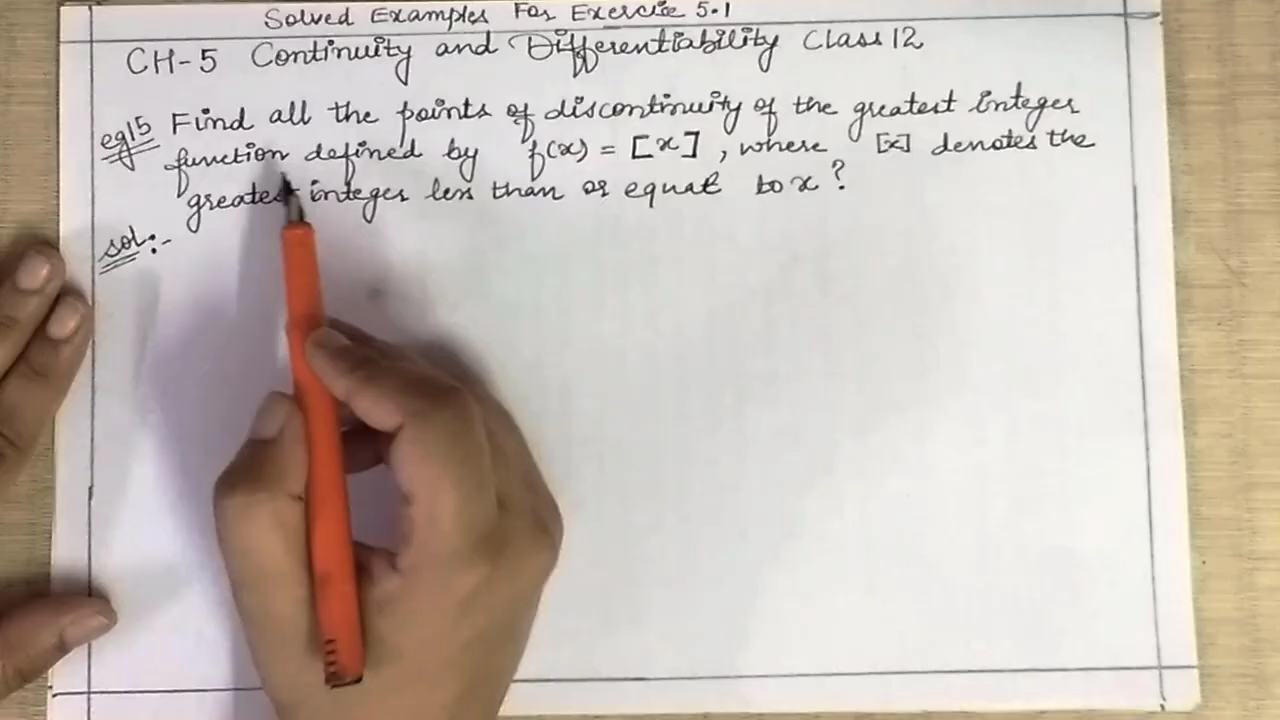 Solved Examples For Exercise 5.1
CH-5 Continuity and Differentiability Class 12
eg15 Find all the points of discontinuity of the greatest integer
function defined by f(x) = [x], where [x] denotes the
greatest integer less than or equal to x?
sol:-